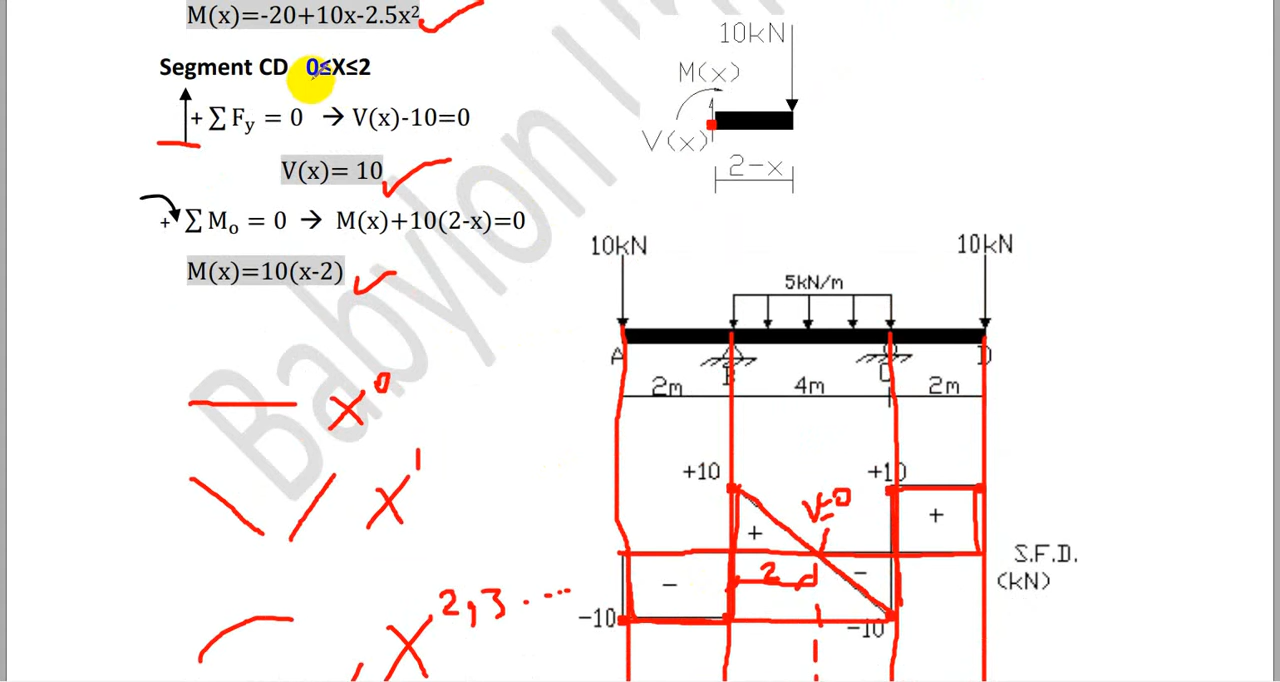 M(x)=-20+10x-2.5x²
Segment CD 0≤X≤2
+ ∑ Fy = 0 → V(x)-10=0
V(x)= 10
+ ∑ Mo = 0 → M(x)+10(2-x)=0
M(x)=10(x-2)
10kN
M(x)
V(x)
2-x
10kN
10kN
5kN/m
A
B
C
D
2m
4m
2m
x⁰
x¹
x²,³ ....
+10
+10
V=0
+
+
-
-
2
-10
-10
S.F.D.
(kN)
Babylon